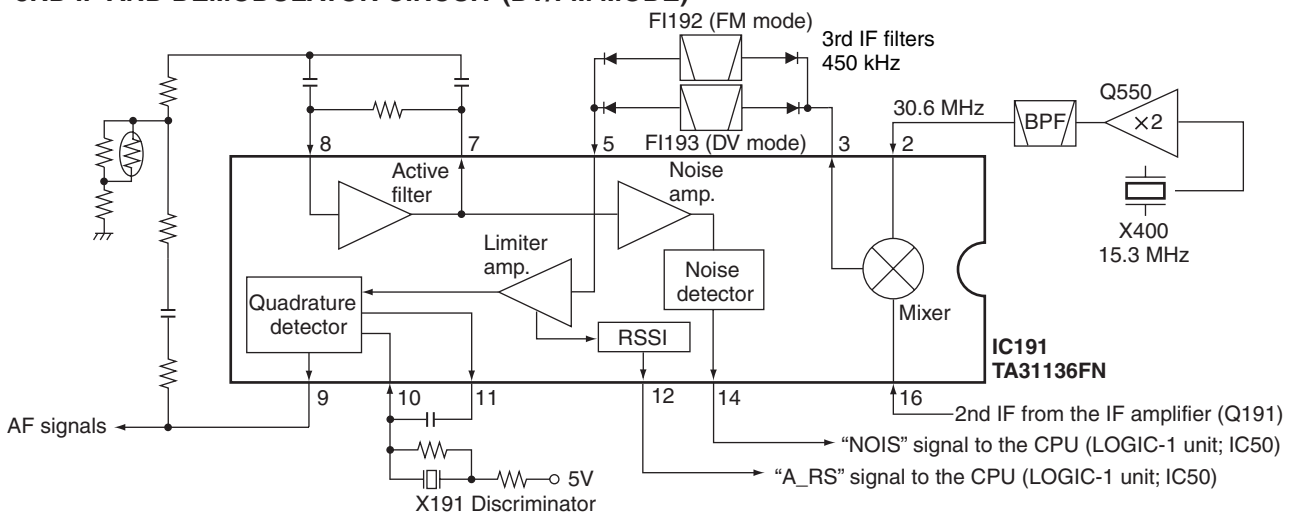 3RD IF AND DEMODULATOR CIRCUIT (DV/FM MODE)
FI192 (FM mode)
3rd IF filters
450 kHz
Q550
30.6 MHz
BPF
×2
8
7
5
FI193 (DV mode)
3
2
Active
filter
Noise
amp.
X400
15.3 MHz
Limiter
amp.
Noise
detector
Quadrature
detector
Mixer
RSSI
IC191
TA31136FN
9
10
11
12
14
16
2nd IF from the IF amplifier (Q191)
AF signals
"NOIS" signal to the CPU (LOGIC-1 unit; IC50)
5V
"A_RS" signal to the CPU (LOGIC-1 unit; IC50)
X191 Discriminator